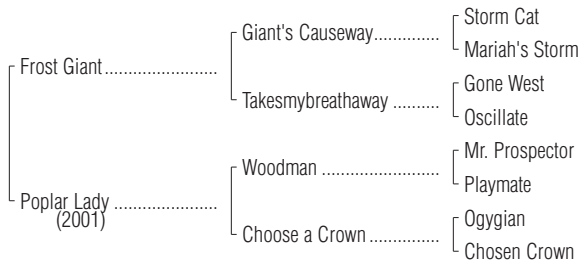 Storm Cat
Giant's Causeway..............
Mariah's Storm
Frost Giant........................
Gone West
Takesmybreathaway ..........
Oscillate
Mr. Prospector
Woodman .........................
Playmate
Poplar Lady ......................
(2001)
Ogygian
Choose a Crown...............
Chosen Crown